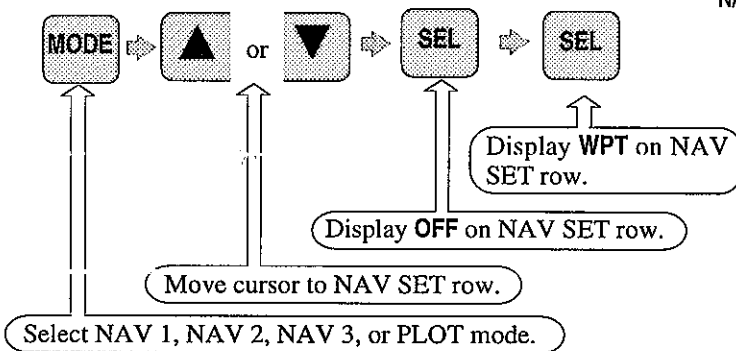 NA
MODE or SEL SEL
Display WPT on NAV
SET row.
Display OFF on NAV SET row.
Move cursor to NAV SET row.
Select NAV 1, NAV 2, NAV 3, or PLOT mode.